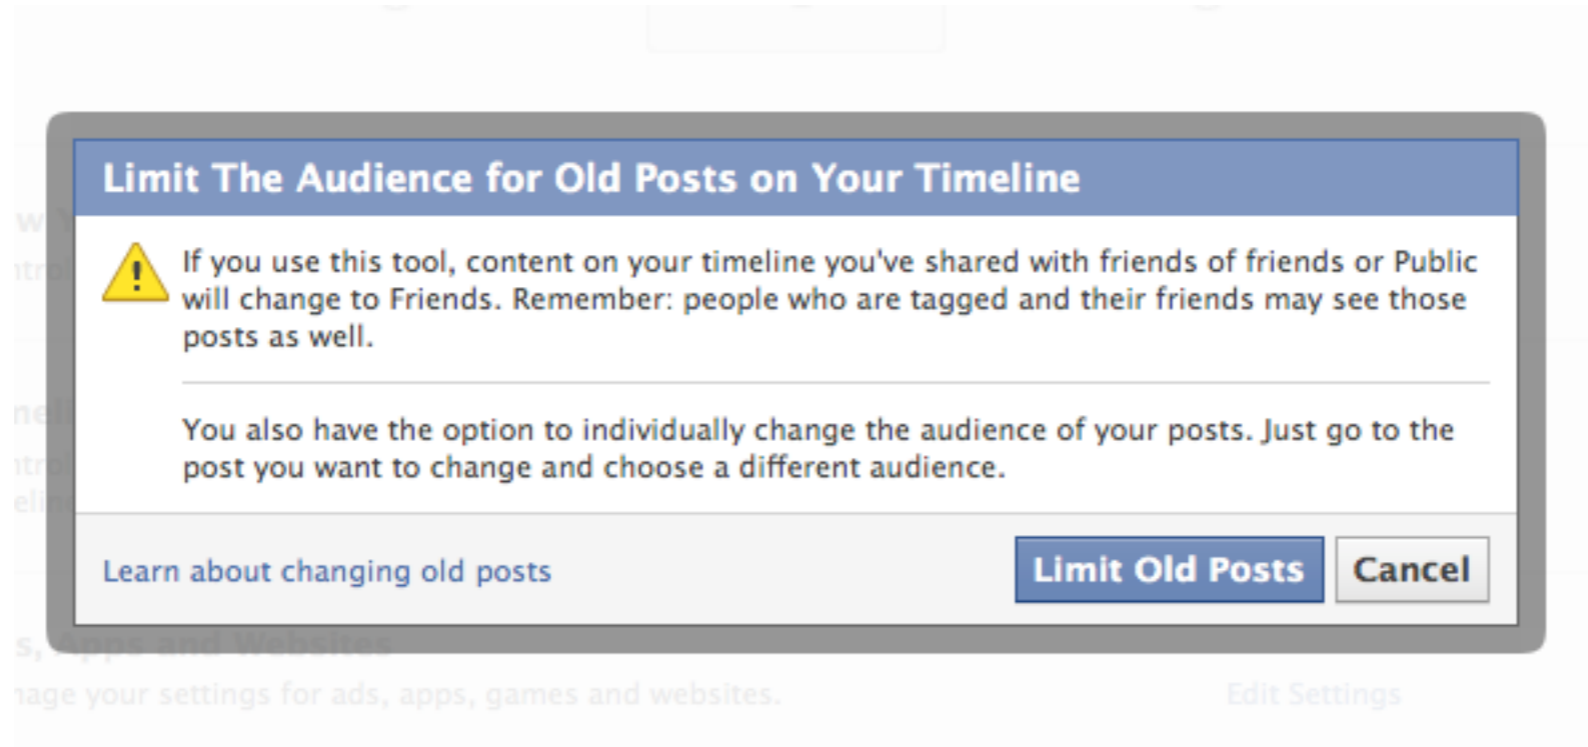 Limit The Audience for Old Posts on Your Timeline
If you use this tool, content on your timeline you've shared with friends of friends or Public
will change to Friends. Remember: people who are tagged and their friends may see those
posts as well.
You also have the option to individually change the audience of your posts. Just go to the
post you want to change and choose a different audience.
Learn about changing old posts
Limit Old Posts
Cancel
Apps and Websites
your settings for ads, apps, games and websites.
Edit Settings